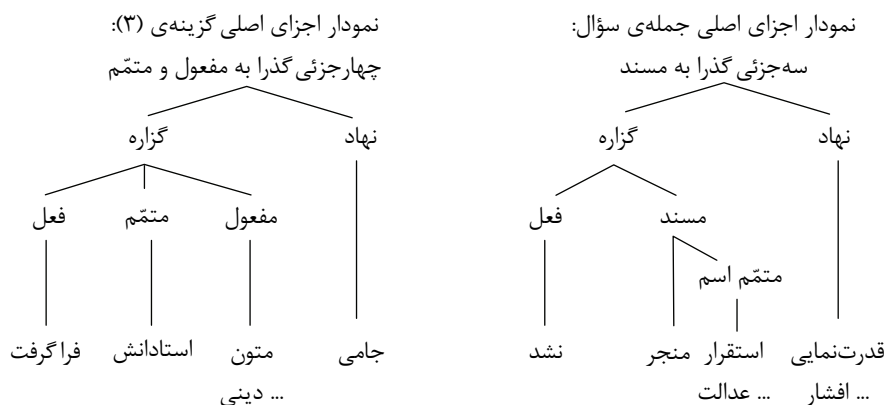 نمودار اجزای اصلی جمله‌ی سؤال:
سه‌جزئی گذرا به مسند
نهاد
گزاره
مسند
فعل
متمّم اسم
قدرت‌نمایی
استقرار
منجر
نشد
... افشار
... عدالت
نمودار اجزای اصلی گزینه‌ی (۳):
چهارجزئی گذرا به مفعول و متمّم
نهاد
گزاره
مفعول
متمّم
فعل
جامی
متون
استادانش
فرا گرفت
... دینی